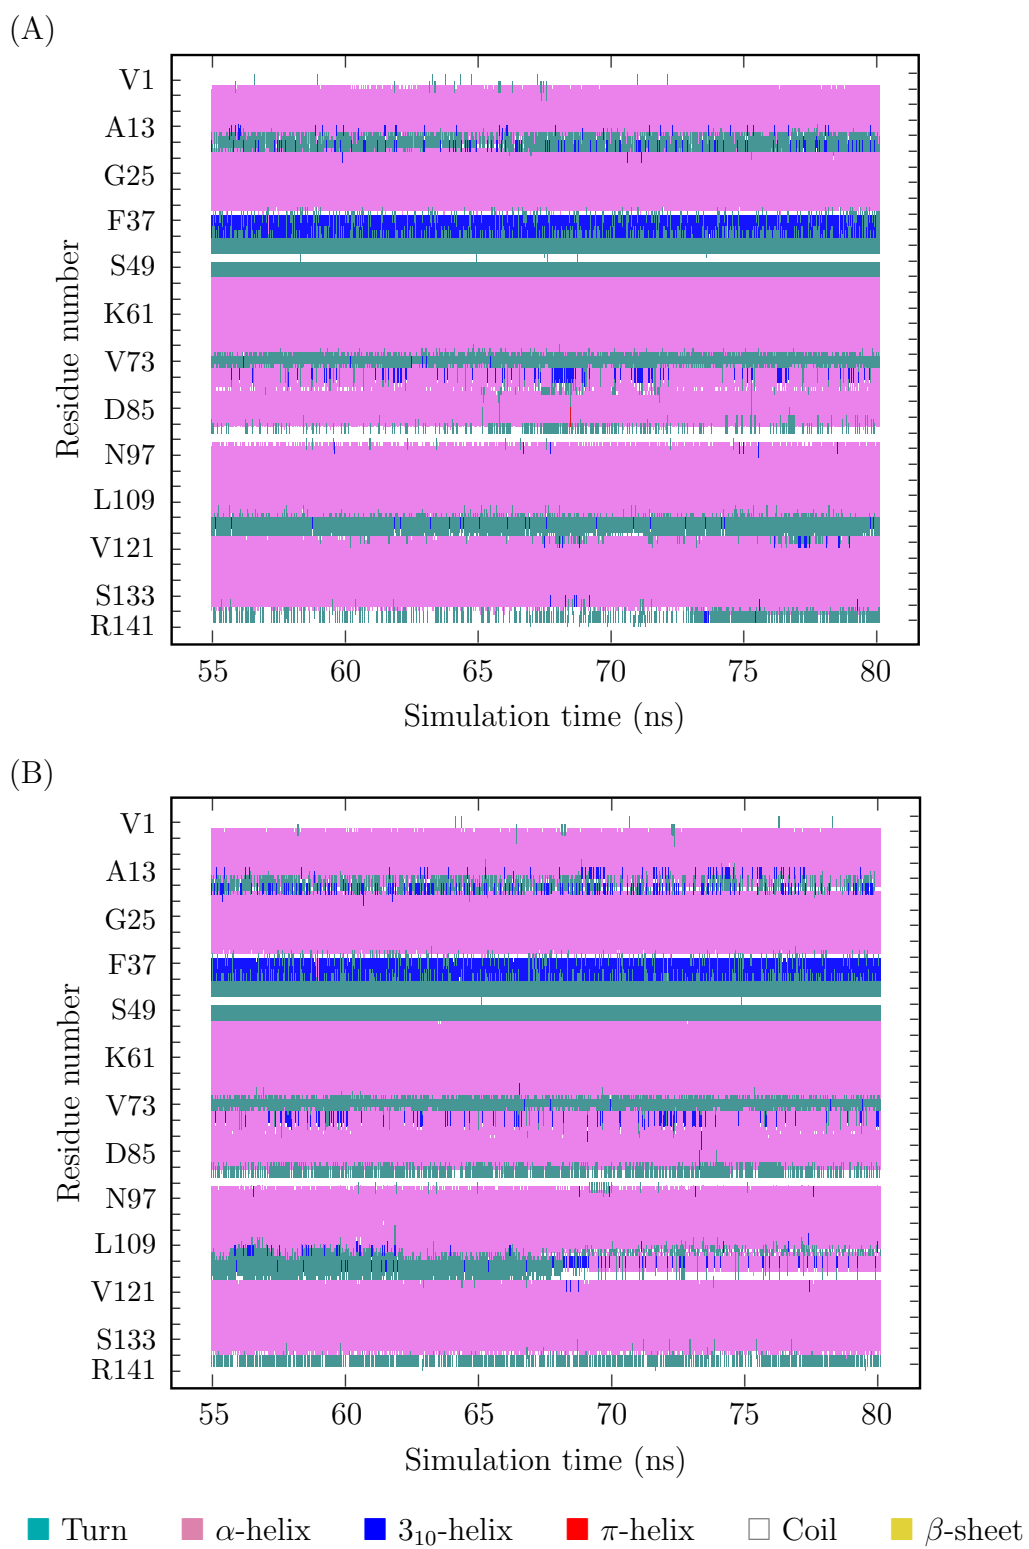 (A)
V1
A13
G25
F37
S49
K61
V73
D85
N97
L109
V121
S133
R141
Residue number
55 60 65 70 75 80
Simulation time (ns)
(B)
V1
A13
G25
F37
S49
K61
V73
D85
N97
L109
V121
S133
R141
Residue number
55 60 65 70 75 80
Simulation time (ns)
Turn α-helix 3₁₀-helix π-helix Coil β-sheet